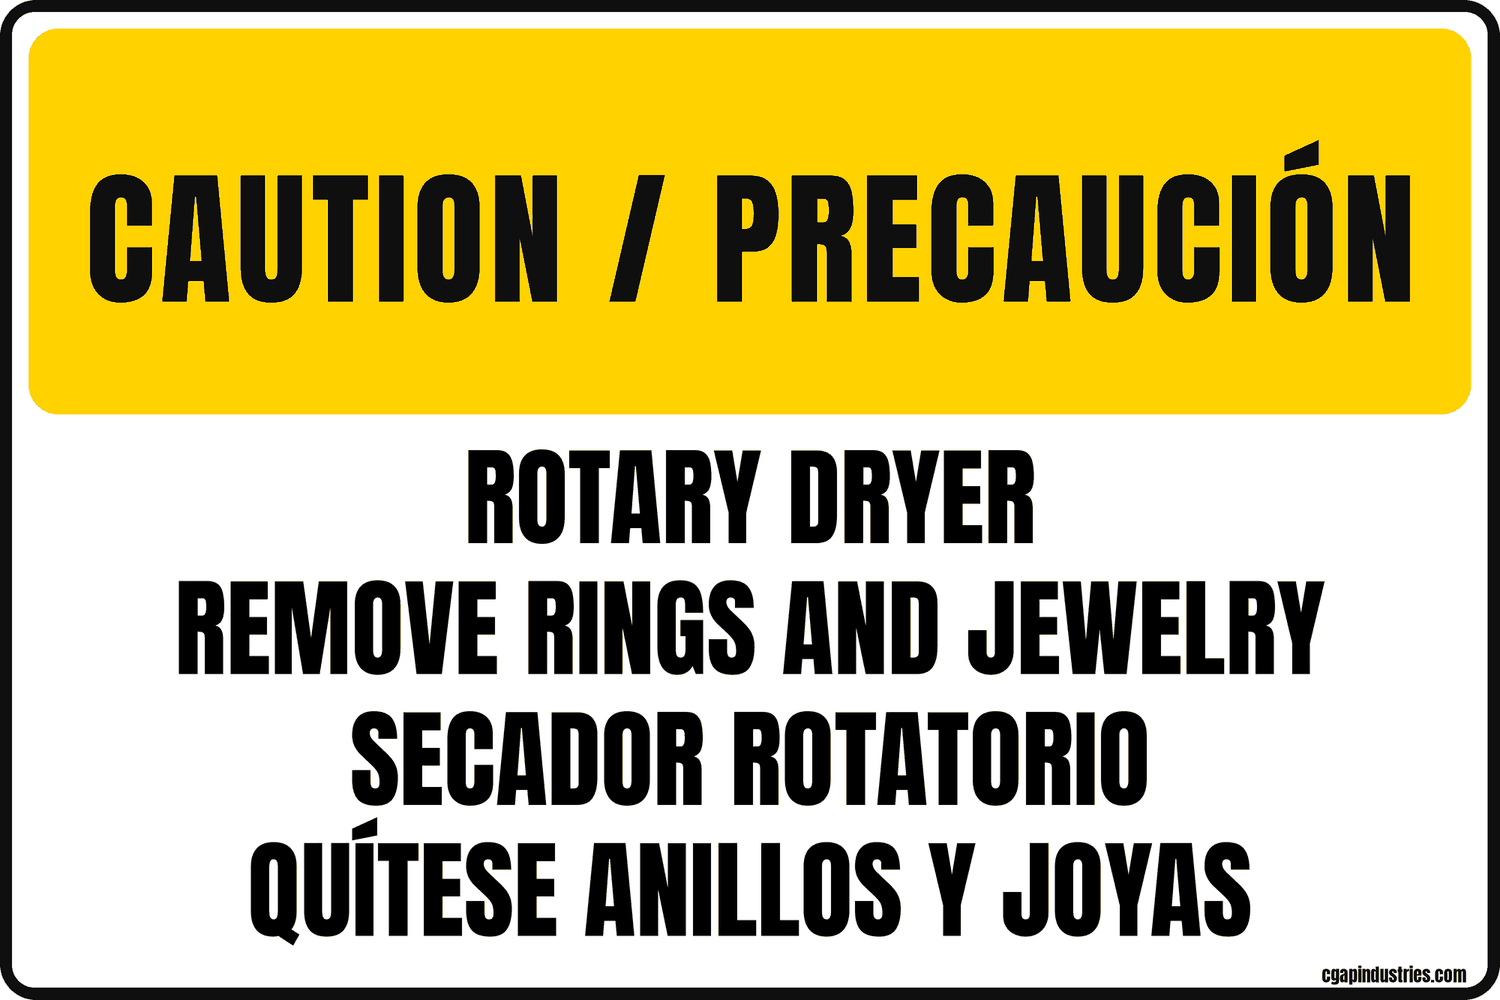 CAUTION / PRECAUCIÓN
ROTARY DRYER
REMOVE RINGS AND JEWELRY
SECADOR ROTATORIO
QUÍTESE ANILLOS Y JOYAS
cgapindustries.com